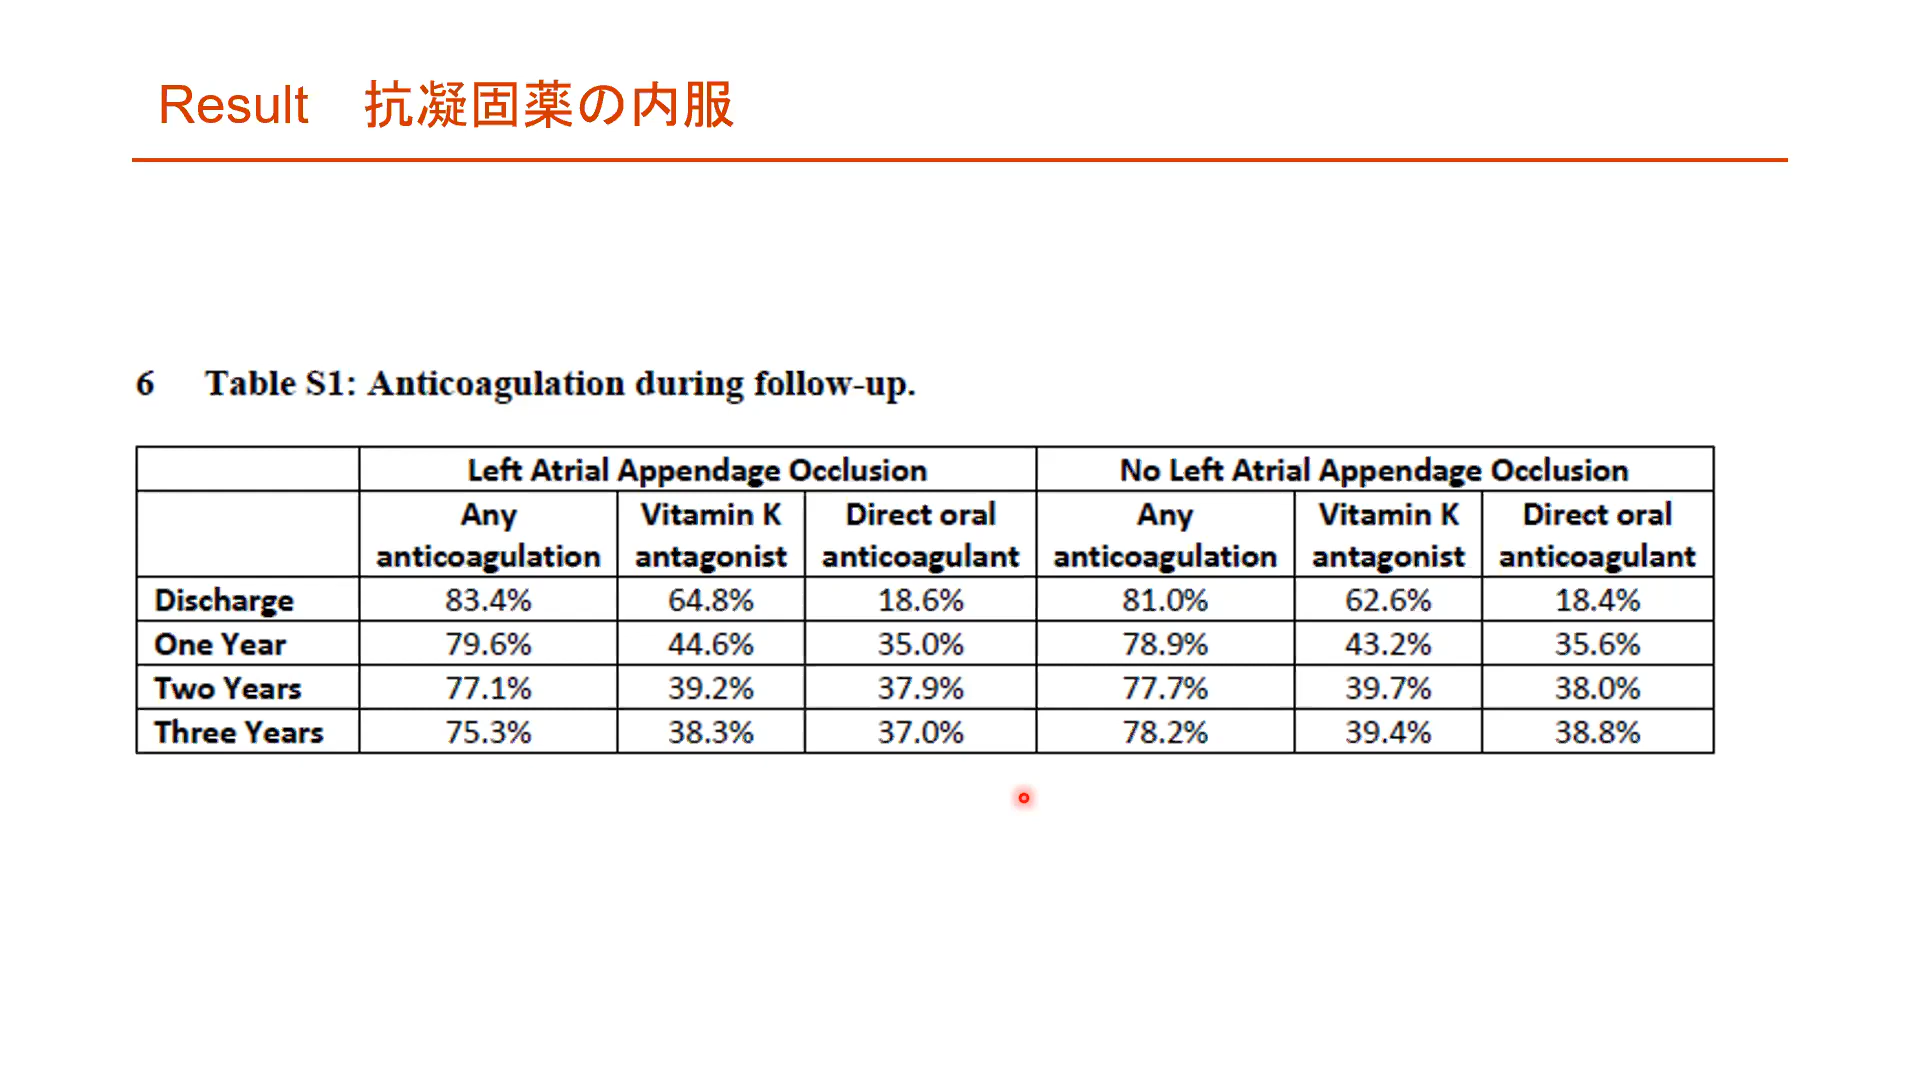 Result 抗凝固薬の内服
6 Table S1: Anticoagulation during follow-up.
Left Atrial Appendage Occlusion No Left Atrial Appendage Occlusion
Any anticoagulation Vitamin K antagonist Direct oral anticoagulant Any anticoagulation Vitamin K antagonist Direct oral anticoagulant
Discharge 83.4% 64.8% 18.6% 81.0% 62.6% 18.4%
One Year 79.6% 44.6% 35.0% 78.9% 43.2% 35.6%
Two Years 77.1% 39.2% 37.9% 77.7% 39.7% 38.0%
Three Years 75.3% 38.3% 37.0% 78.2% 39.4% 38.8%